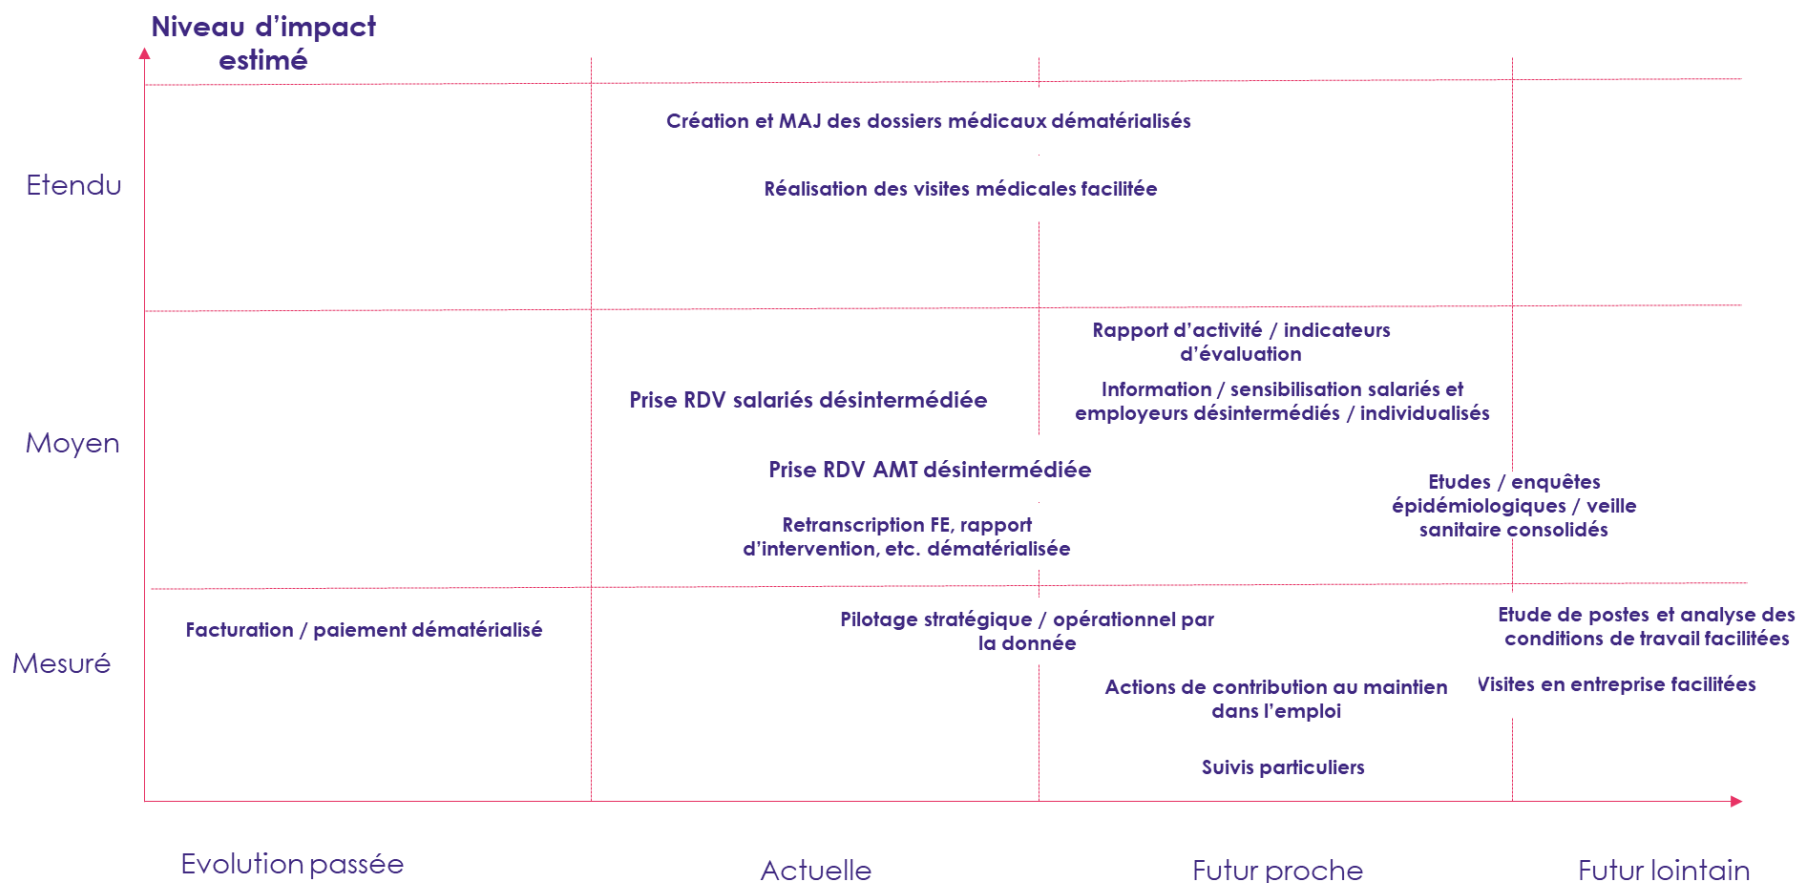 Niveau d’impact
estimé
Etendu
Création et MAJ des dossiers médicaux dématérialisés
Réalisation des visites médicales facilitée
Moyen
Rapport d’activité / indicateurs
d’évaluation
Prise RDV salariés désintermédiée
Information / sensibilisation salariés et
employeurs désintermédiés / individualisés
Prise RDV AMT désintermédiée
Etudes / enquêtes
épidémiologiques / veille
sanitaire consolidés
Retranscription FE, rapport
d’intervention, etc. dématérialisée
Mesuré
Facturation / paiement dématérialisé
Pilotage stratégique / opérationnel par
la donnée
Etude de postes et analyse des
conditions de travail facilitées
Actions de contribution au maintien
dans l’emploi
Visites en entreprise facilitées
Suivis particuliers
Evolution passée
Actuelle
Futur proche
Futur lointain